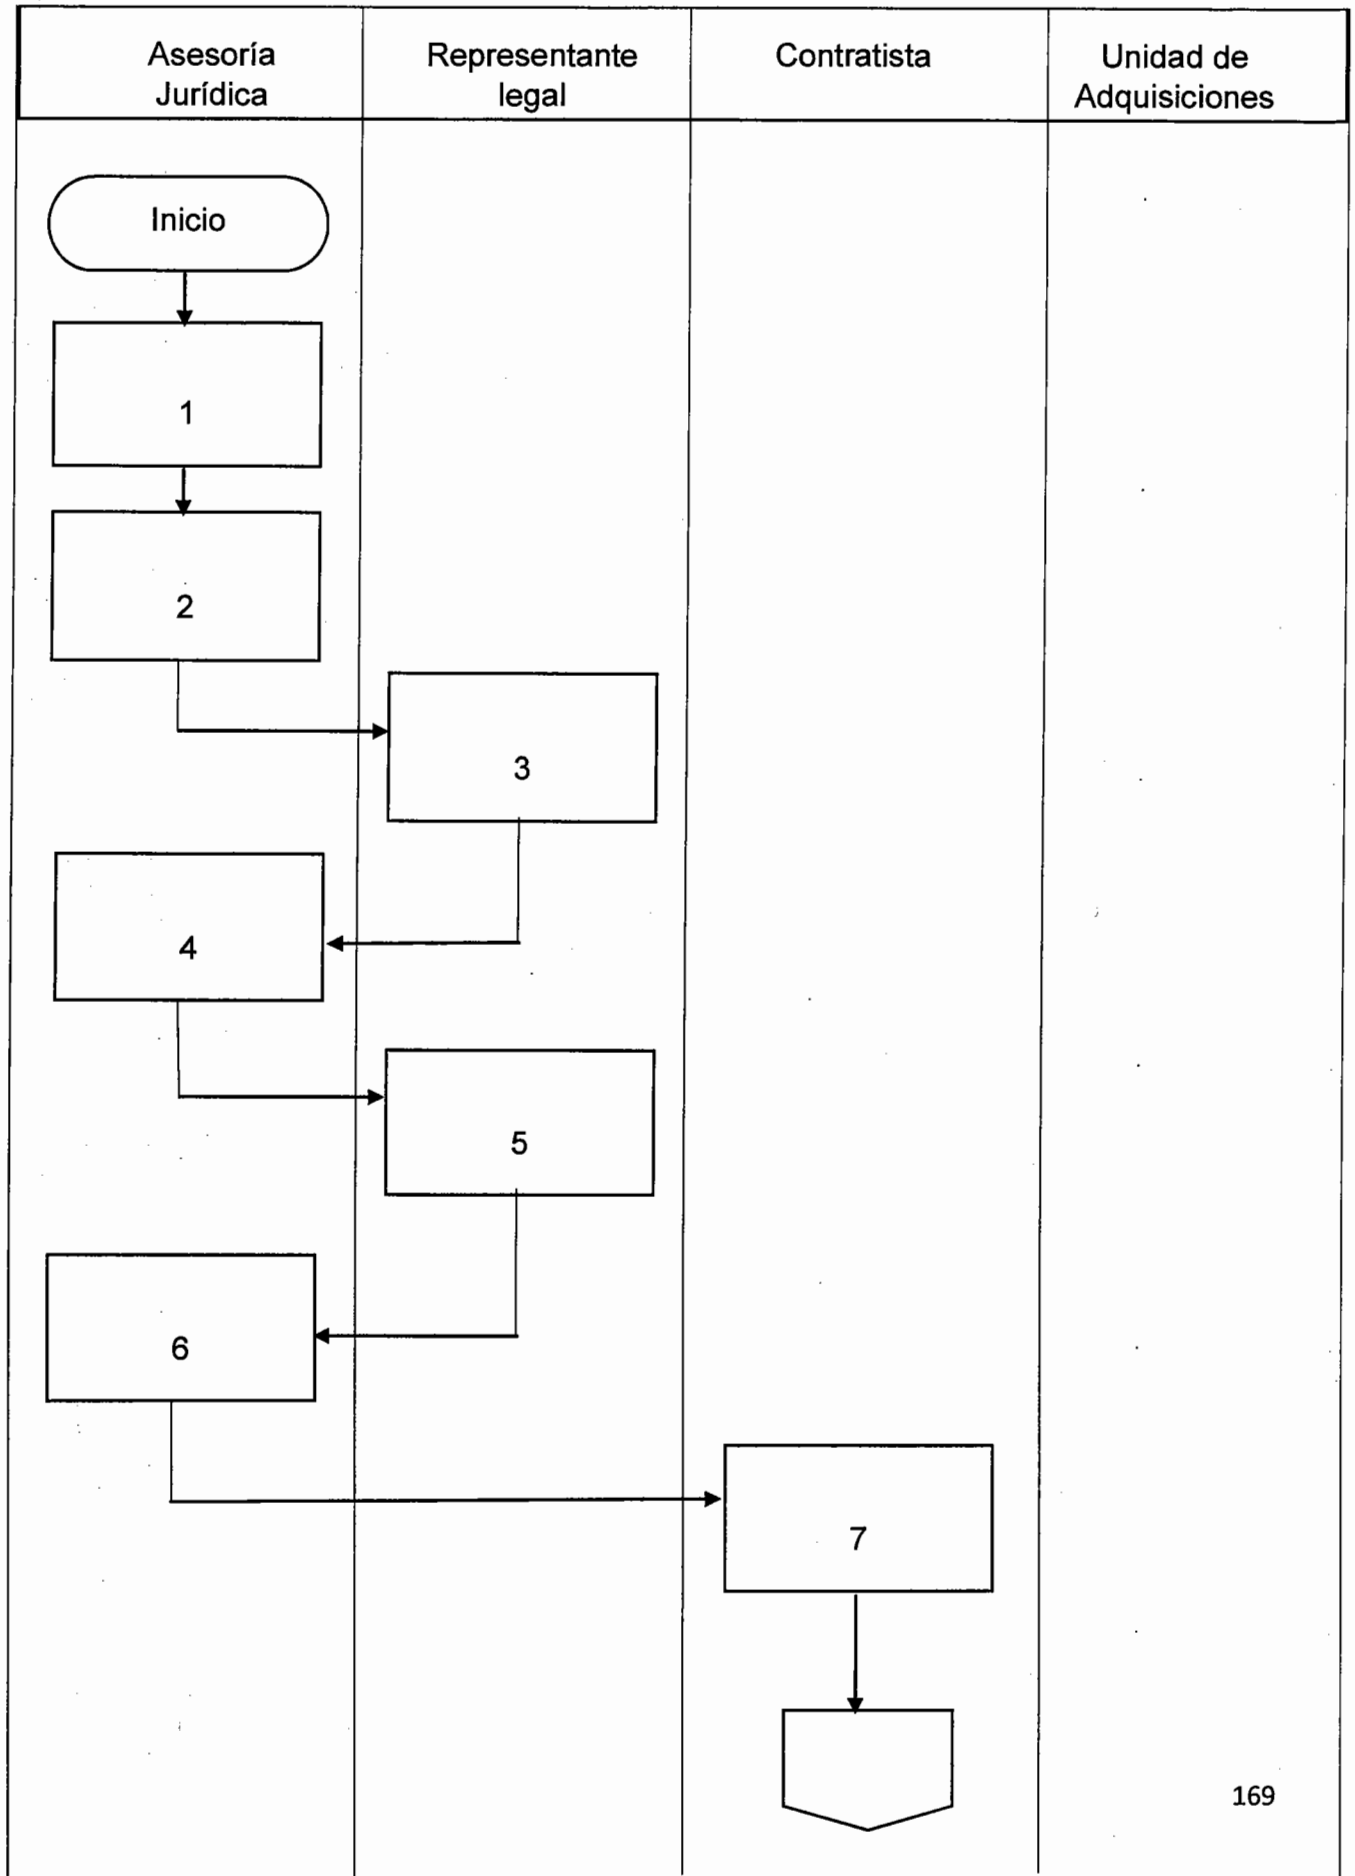 Asesoría
Jurídica
Representante
legal
Contratista
Unidad de
Adquisiciones
Inicio
1
2
3
4
5
6
7
169